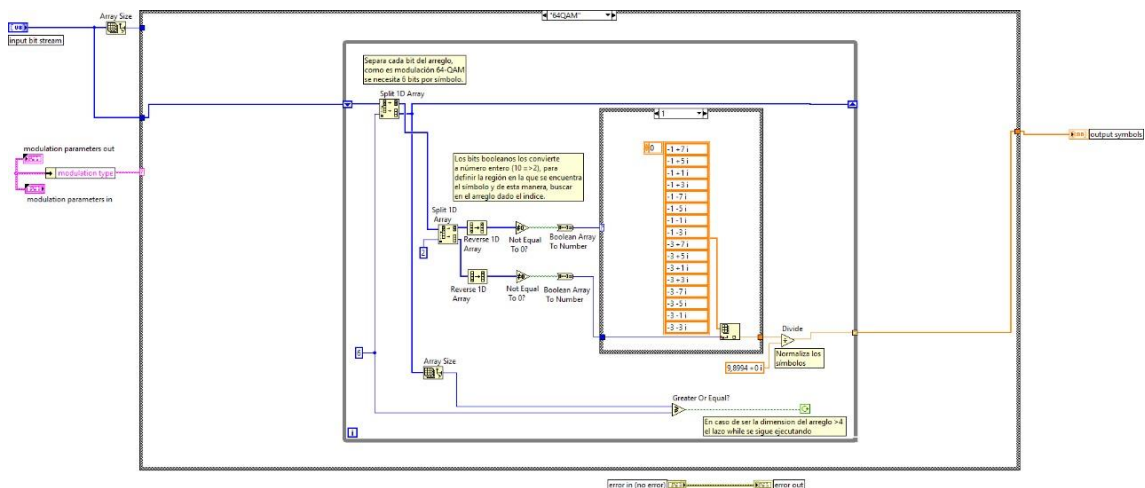 Array Size
"64QAM"
input bit stream
Separa cada bit del arreglo,
como es modulación 64-QAM
se necesita 6 bits por símbolo.
Split 1D Array
1
modulation parameters out
modulation type
modulation parameters in
output symbols
Los bits booleanos los convierte
a número entero (10 =>2), para
definir la región en la que se encuentra
el símbolo y de esta manera, buscar
en el arreglo dado el indice.
0
-1 +7 i
-1 +5 i
-1 +1 i
-1 +3 i
-1 -7 i
-1 -5 i
-1 -1 i
-1 -3 i
-3 +7 i
-3 +5 i
-3 +1 i
-3 +3 i
-3 -7 i
-3 -5 i
-3 -1 i
-3 -3 i
Split 1D
Array
2
Reverse 1D
Array
Not Equal
To 0?
Boolean Array
To Number
Reverse 1D
Array
Not Equal
To 0?
Boolean Array
To Number
Divide
Normaliza los
símbolos
6
Array Size
9,8994 +0 i
Greater Or Equal?
En caso de ser la dimension del arreglo >4
el lazo while se sigue ejecutando
i
error in (no error)
error out